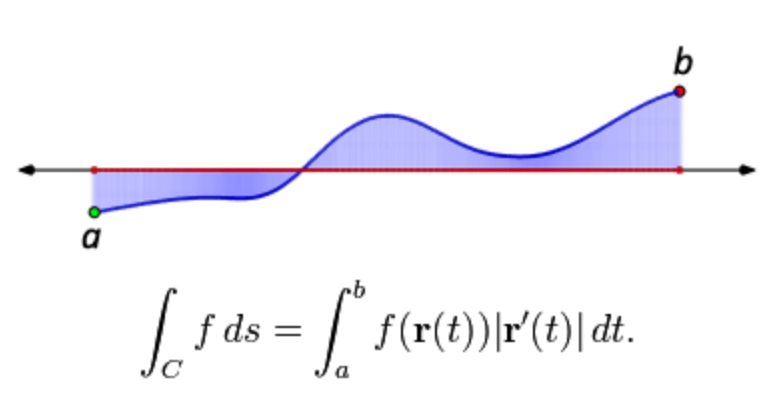 b
a
∫_C f ds = ∫_a^b f(r(t))|r′(t)| dt.